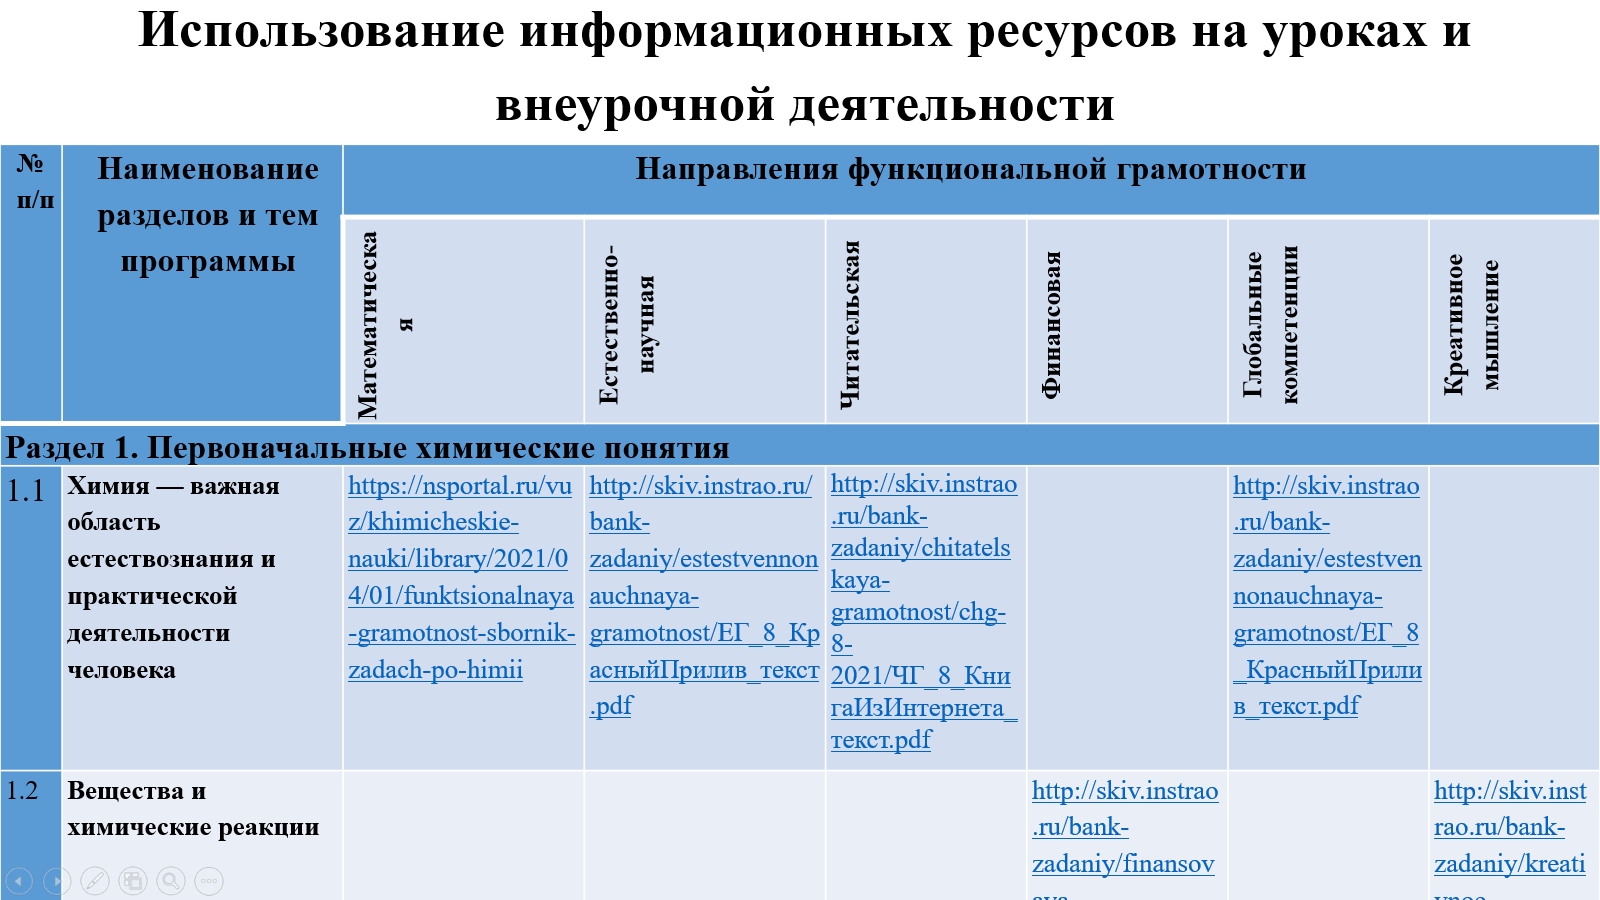 Использование информационных ресурсов на уроках и
внеурочной деятельности
№
п/п
Наименование
разделов и тем
программы
Направления функциональной грамотности
Математическа
я
Естественно-
научная
Читательская
Финансовая
Глобальные
компетенции
Креативное
мышление
Раздел 1. Первоначальные химические понятия
1.1
Химия — важная
область
естествознания и
практической
деятельности
человека
https://nsportal.ru/vu
z/khimicheskie-
nauki/library/2021/0
4/01/funktsionalnaya
-gramotnost-sbornik-
zadach-po-himii
http://skiv.instrao.ru/
bank-
zadaniy/estestvennon
auchnaya-
gramotnost/ЕГ_8_Кр
асныйПрилив_текст
.pdf
http://skiv.instrao
.ru/bank-
zadaniy/chitatels
kaya-
gramotnost/chg-
8-
2021/ЧГ_8_Кни
гаИзИнтернета_
текст.pdf
http://skiv.instrao
.ru/bank-
zadaniy/estestven
nonauchnaya-
gramotnost/ЕГ_8
_КрасныйПрили
в_текст.pdf
1.2
Вещества и
химические реакции
http://skiv.instrao
.ru/bank-
zadaniy/finansov
http://skiv.inst
rao.ru/bank-
zadaniy/kreati